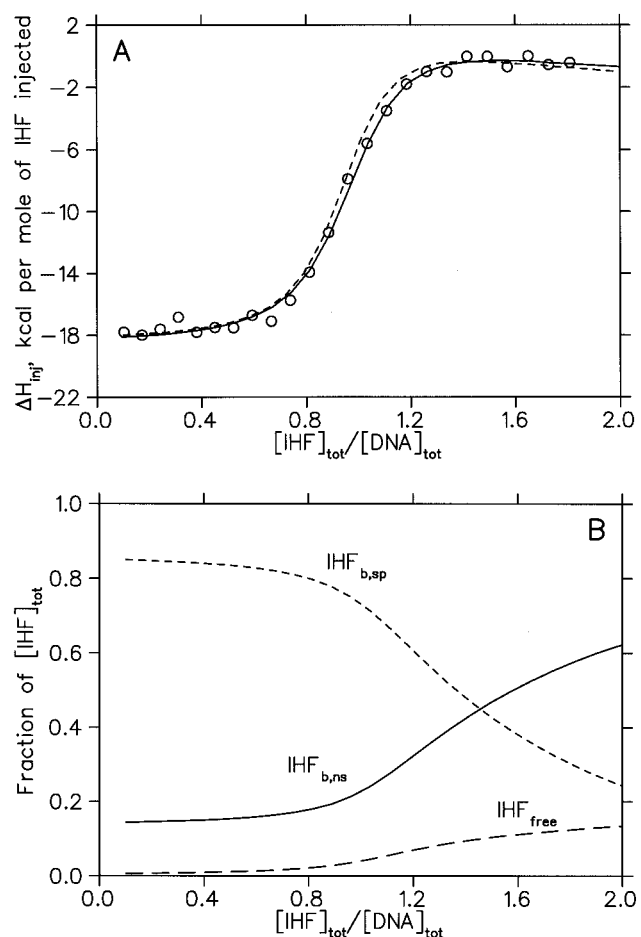 A
ΔH_inj, kcal per mole of IHF injected
2
−2
−6
−10
−14
−18
−22
0.0 0.4 0.8 1.2 1.6 2.0
[IHF]_tot/[DNA]_tot
B
Fraction of [IHF]_tot
1.0
0.8
0.6
0.4
0.2
0.0
IHF_b,sp
IHF_b,ns
IHF_free
0.0 0.4 0.8 1.2 1.6 2.0
[IHF]_tot/[DNA]_tot